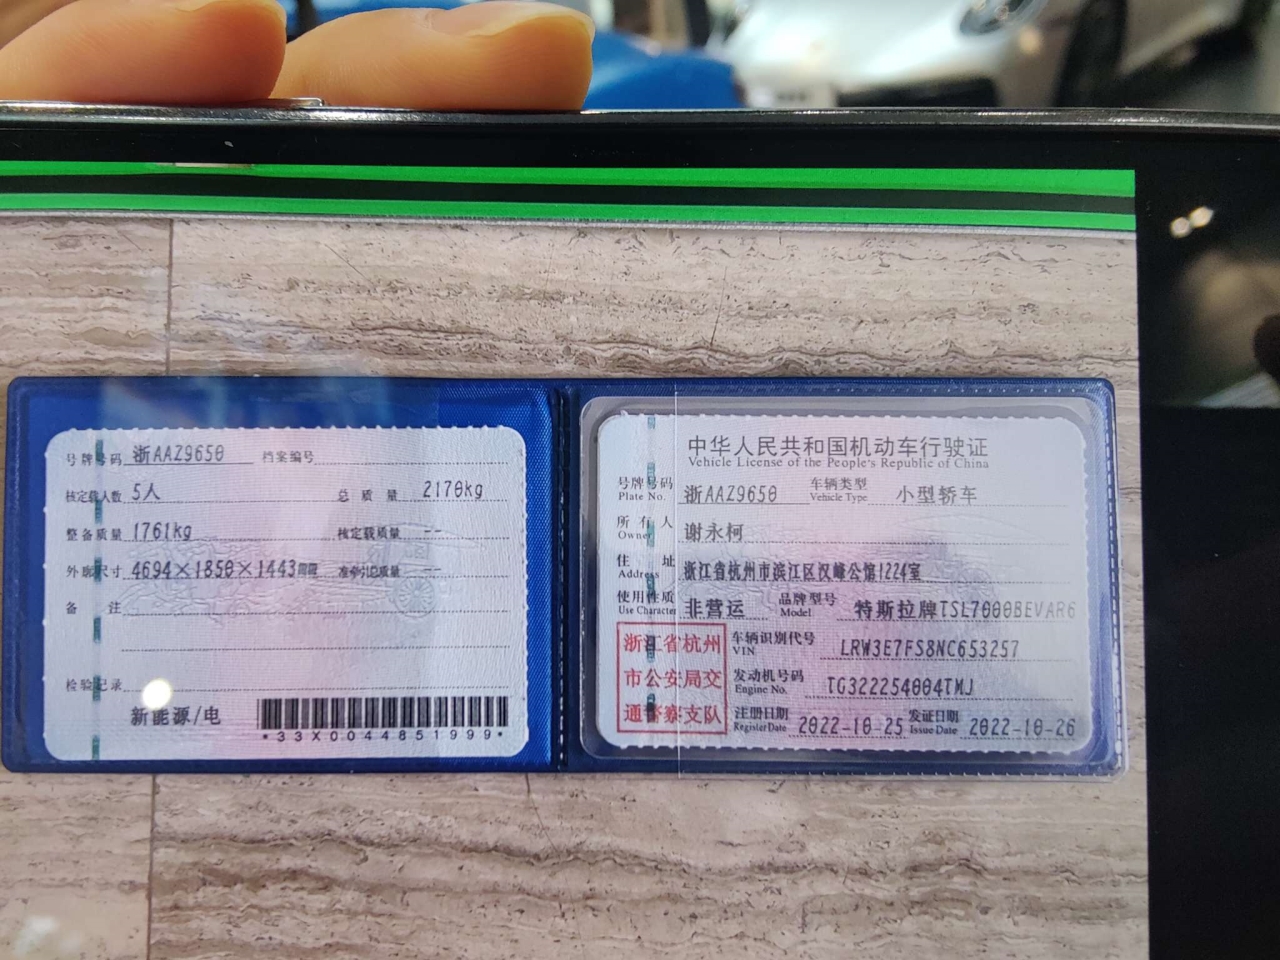 号牌号码 浙AAZ9650 档案编号
核定载人数 5人 总质量 2170kg
整备质量 1761kg 核定载质量 --
外廓尺寸 4694×1850×1443mm 准牵引总质量 --
备注
检验记录
新能源/电
*33X0044851999*
中华人民共和国机动车行驶证
Vehicle License of the People's Republic of China
号牌号码 浙AAZ9650 车辆类型 小型轿车
Plate No. Vehicle Type
所有人 谢永柯
Owner
住址 浙江省杭州市滨江区汉峰公馆1224室
Address
使用性质 非营运 品牌型号 特斯拉牌TSL7000BEVAR6
Use Character Model
浙江省杭州
市公安局交
通警察支队
车辆识别代号 LRW3E7FS8NC653257
VIN
发动机号码 TG322254004TMJ
Engine No.
注册日期 2022-10-25 发证日期 2022-10-26
Register Date Issue Date